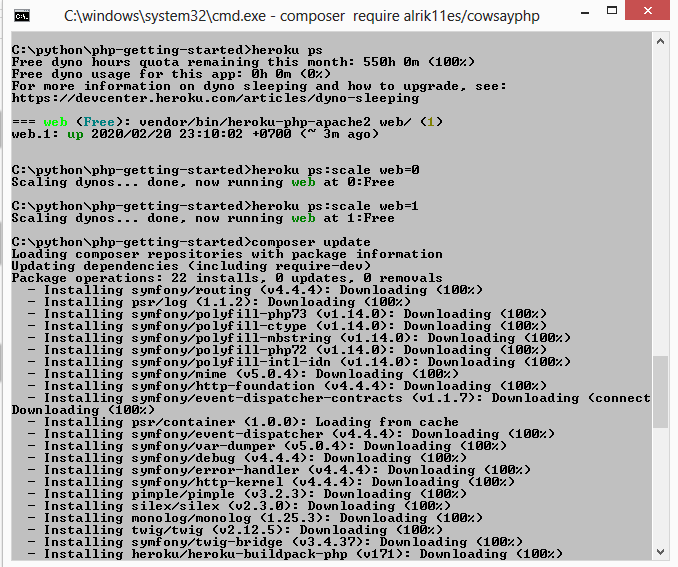 C:\windows\system32\cmd.exe - composer  require alrik11es/cowsayphp
C:\python\php-getting-started>heroku ps
Free dyno hours quota remaining this month: 550h 0m (100%)
Free dyno usage for this app: 0h 0m (0%)
For more information on dyno sleeping and how to upgrade, see:
https://devcenter.heroku.com/articles/dyno-sleeping
=== web (Free): vendor/bin/heroku-php-apache2 web/ (1)
web.1: up 2020/02/20 23:10:02 +0700 (~ 3m ago)
C:\python\php-getting-started>heroku ps:scale web=0
Scaling dynos... done, now running web at 0:Free
C:\python\php-getting-started>heroku ps:scale web=1
Scaling dynos... done, now running web at 1:Free
C:\python\php-getting-started>composer update
Loading composer repositories with package information
Updating dependencies (including require-dev)
Package operations: 22 installs, 0 updates, 0 removals
  - Installing symfony/routing (v4.4.4): Downloading (100%)
  - Installing psr/log (1.1.2): Downloading (100%)
  - Installing symfony/polyfill-php73 (v1.14.0): Downloading (100%)
  - Installing symfony/polyfill-ctype (v1.14.0): Downloading (100%)
  - Installing symfony/polyfill-mbstring (v1.14.0): Downloading (100%)
  - Installing symfony/polyfill-php72 (v1.14.0): Downloading (100%)
  - Installing symfony/polyfill-intl-idn (v1.14.0): Downloading (100%)
  - Installing symfony/mime (v5.0.4): Downloading (100%)
  - Installing symfony/http-foundation (v4.4.4): Downloading (100%)
  - Installing symfony/event-dispatcher-contracts (v1.1.7): Downloading (connect
Downloading (100%)
  - Installing psr/container (1.0.0): Loading from cache
  - Installing symfony/event-dispatcher (v4.4.4): Downloading (100%)
  - Installing symfony/var-dumper (v5.0.4): Downloading (100%)
  - Installing symfony/debug (v4.4.4): Downloading (100%)
  - Installing symfony/error-handler (v4.4.4): Downloading (100%)
  - Installing symfony/http-kernel (v4.4.4): Downloading (100%)
  - Installing pimple/pimple (v3.2.3): Downloading (100%)
  - Installing silex/silex (v2.3.0): Downloading (100%)
  - Installing monolog/monolog (1.25.3): Downloading (100%)
  - Installing twig/twig (v2.12.5): Downloading (100%)
  - Installing symfony/twig-bridge (v3.4.37): Downloading (100%)
  - Installing heroku/heroku-buildpack-php (v171): Downloading (100%)